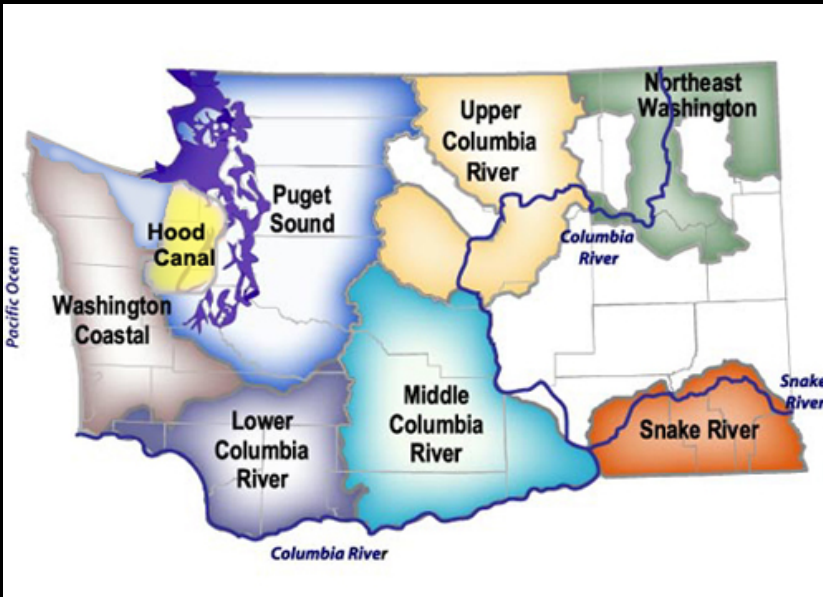 Northeast
Washington
Upper
Columbia
River
Puget
Sound
Hood
Canal
Columbia
River
Pacific Ocean
Washington
Coastal
Snake
River
Middle
Columbia
River
Lower
Columbia
River
Snake River
Columbia River